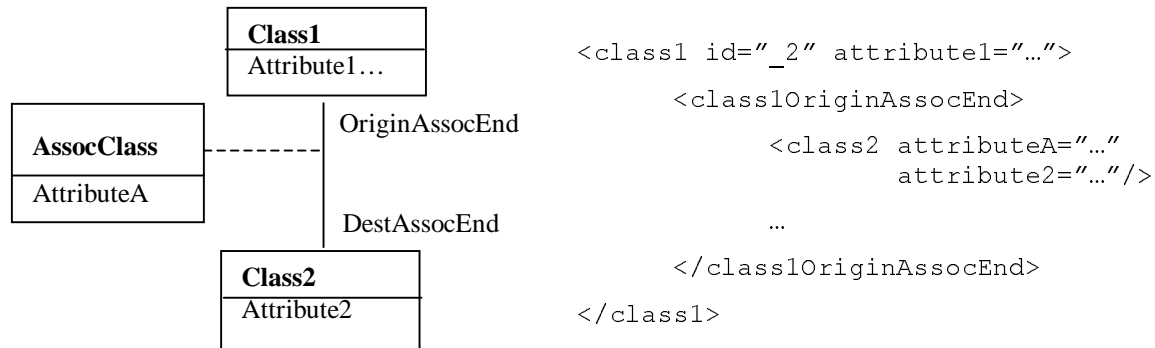 Class1
Attribute1…
OriginAssocEnd
AssocClass
AttributeA
DestAssocEnd
Class2
Attribute2
<class1 id="_2" attribute1="…">
<class1OriginAssocEnd>
<class2 attributeA="…"
attribute2="…"/>
…
</class1OriginAssocEnd>
</class1>